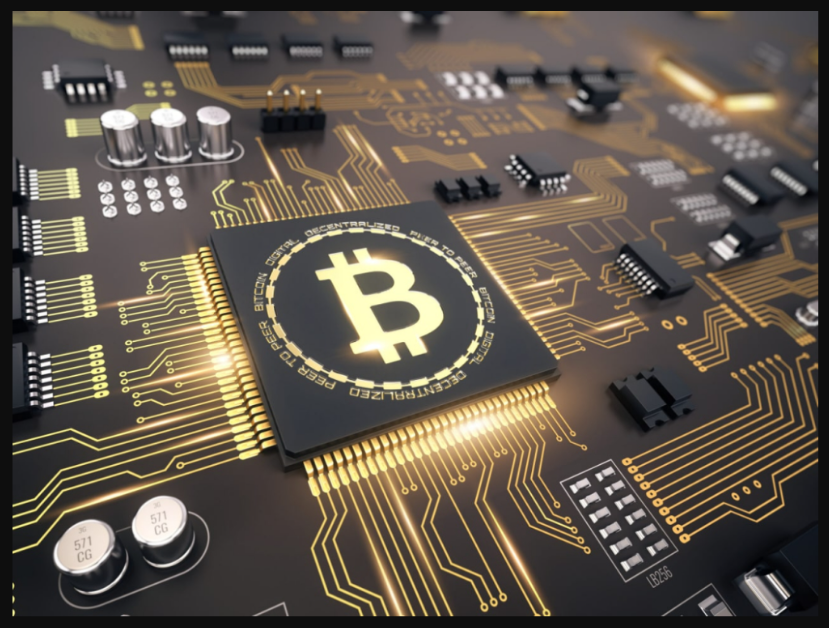 BITCOIN DIGITAL DECENTRALIZED PEER TO PEER BITCOIN DIGITAL DECENTRALIZED PEER TO PEER
571
CG
571
CG
LB256